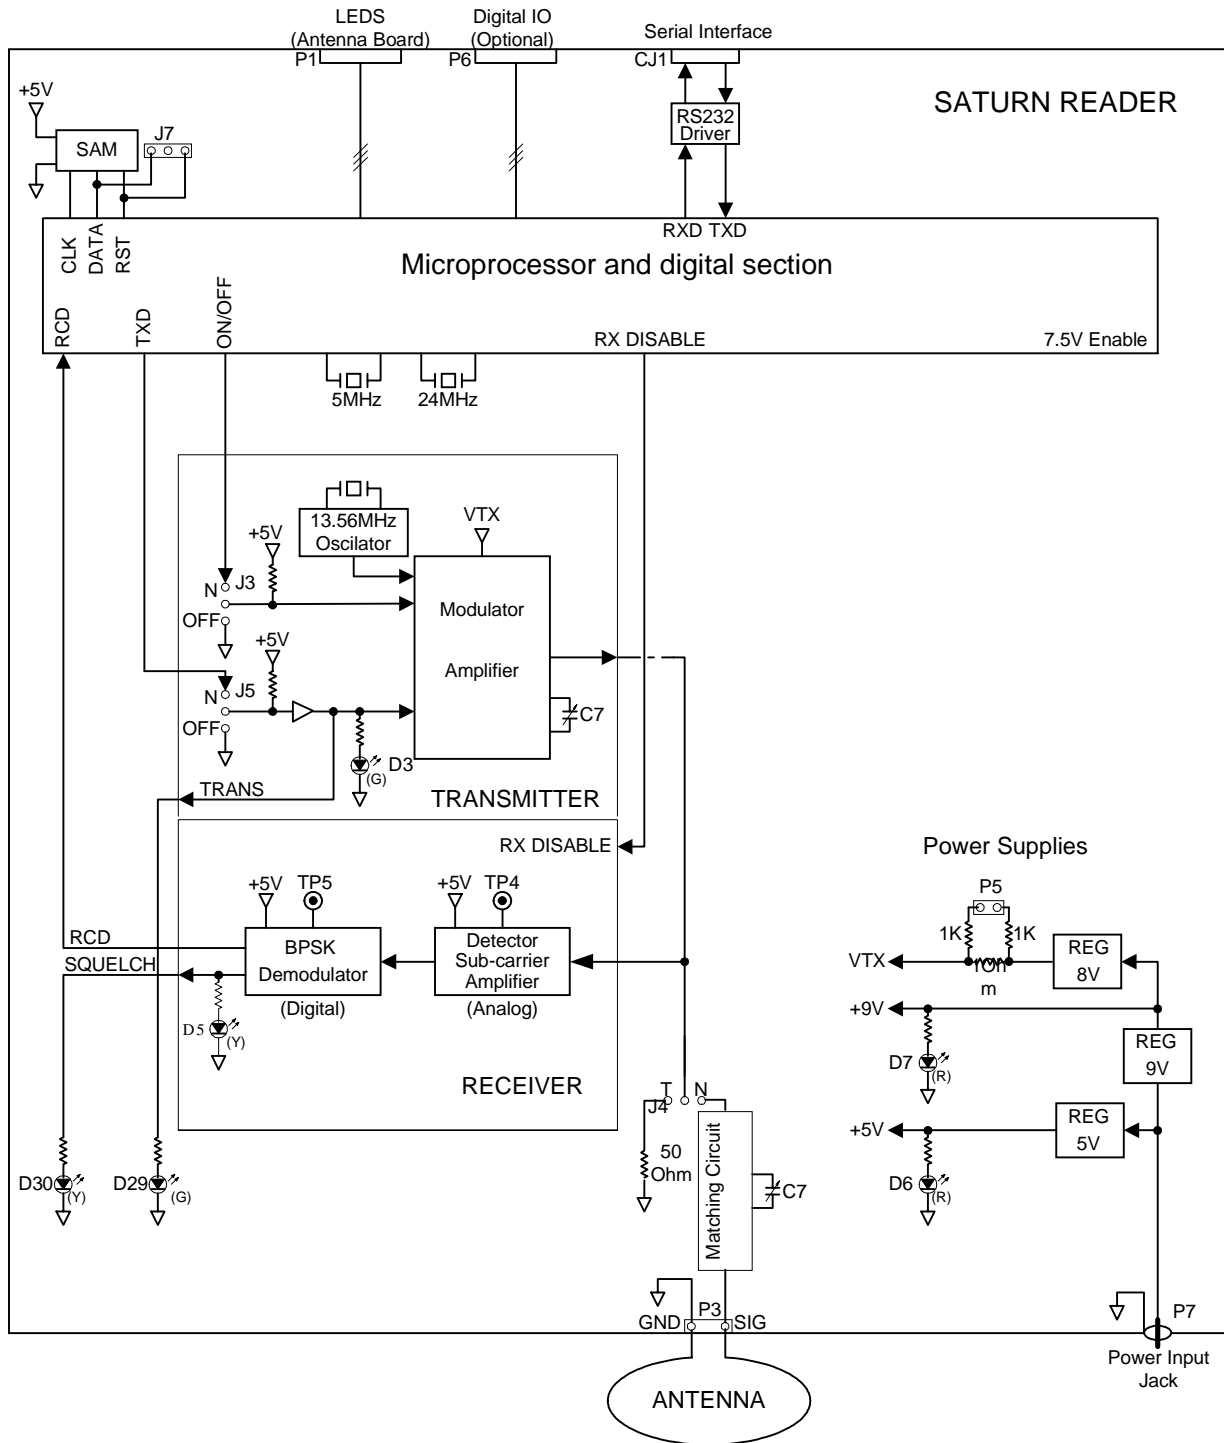 LEDS
(Antenna Board)
Digital IO
(Optional)
Serial Interface
P1
P6
CJ1
SATURN READER
+5V
SAM
J7
RS232
Driver
CLK
DATA
RST
RXD TXD
Microprocessor and digital section
RCD
TXD
ON/OFF
RX DISABLE
7.5V Enable
5MHz
24MHz
13.56MHz
Oscilator
VTX
+5V
N
J3
OFF
Modulator
Amplifier
+5V
N
J5
OFF
C7
D3
(G)
TRANS
TRANSMITTER
RX DISABLE
Power Supplies
+5V
TP5
+5V
TP4
P5
RCD
BPSK
Demodulator
(Digital)
Detector
Sub-carrier
Amplifier
(Analog)
1K
1K
VTX
1Oh
m
REG
8V
SQUELCH
D5
(Y)
+9V
D7
(R)
REG
9V
RECEIVER
T
N
J4
+5V
REG
5V
50
Ohm
Matching Circuit
C7
D30
(Y)
D29
(G)
D6
(R)
GND
P3
SIG
P7
Power Input
Jack
ANTENNA